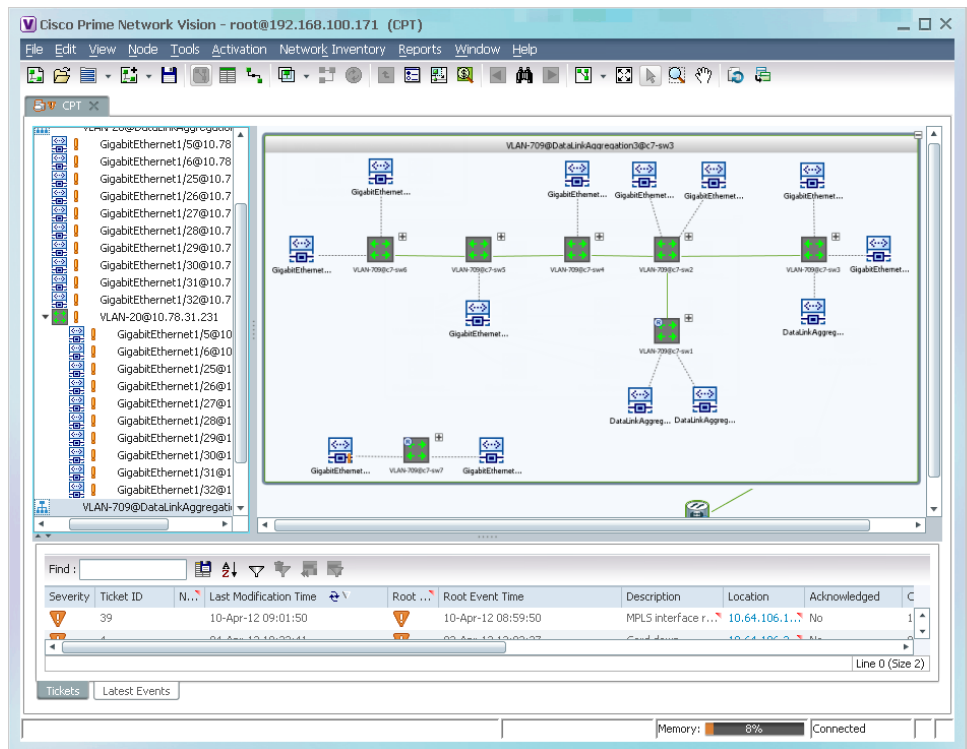 Cisco Prime Network Vision - root@192.168.100.171 (CPT)
File Edit View Node Tools Activation Network Inventory Reports Window Help
CPT
GigabitEthernet1/5@10.78
GigabitEthernet1/6@10.78
GigabitEthernet1/25@10.7
GigabitEthernet1/26@10.7
GigabitEthernet1/27@10.7
GigabitEthernet1/28@10.7
GigabitEthernet1/29@10.7
GigabitEthernet1/30@10.7
GigabitEthernet1/31@10.7
GigabitEthernet1/32@10.7
VLAN-20@10.78.31.231
GigabitEthernet1/5@10
GigabitEthernet1/6@10
GigabitEthernet1/25@1
GigabitEthernet1/26@1
GigabitEthernet1/27@1
GigabitEthernet1/28@1
GigabitEthernet1/29@1
GigabitEthernet1/30@1
GigabitEthernet1/31@1
GigabitEthernet1/32@1
VLAN-709@DataLinkAggregati
VLAN-709@DataLinkAggregation3@c7-sw3
GigabitEthernet... GigabitEthernet... GigabitEthernet... GigabitEthernet... GigabitEthernet...
GigabitEthernet... VLAN-709@c7-sw6 VLAN-709@c7-sw5 VLAN-709@c7-sw4 VLAN-709@c7-sw2 VLAN-709@c7-sw3 GigabitEthernet...
GigabitEthernet... DataLinkAggreg...
VLAN-709@c7-sw1
DataLinkAggreg... DataLinkAggreg...
GigabitEthernet... VLAN-709@c7-sw7 GigabitEthernet...
Find :
Severity Ticket ID N... Last Modification Time Root ... Root Event Time Description Location Acknowledged C
39 10-Apr-12 09:01:50 10-Apr-12 08:59:50 MPLS interface r... 10.64.106.1... No 1
Line 0 (Size 2)
Tickets Latest Events
Memory: 8% Connected